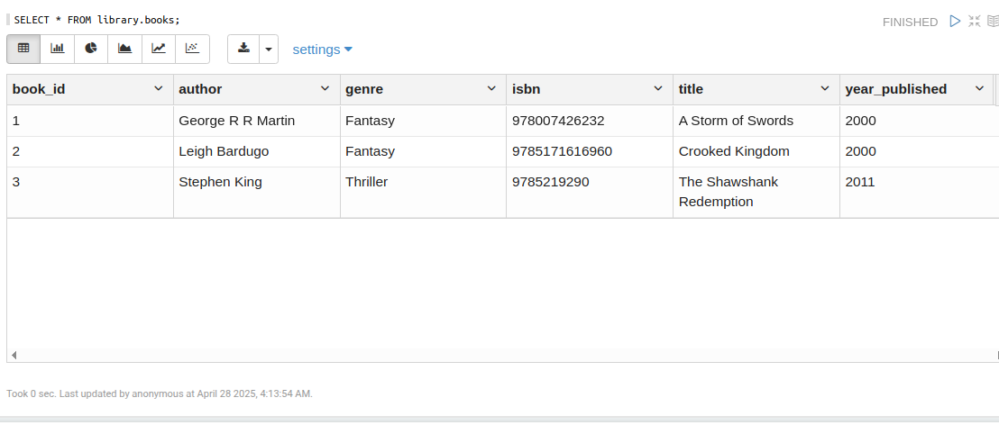 SELECT * FROM library.books;
FINISHED
settings
book_id author genre isbn title year_published
1 George R R Martin Fantasy 978007426232 A Storm of Swords 2000
2 Leigh Bardugo Fantasy 9785171616960 Crooked Kingdom 2000
3 Stephen King Thriller 9785219290 The Shawshank 2011
Redemption
Took 0 sec. Last updated by anonymous at April 28 2025, 4:13:54 AM.